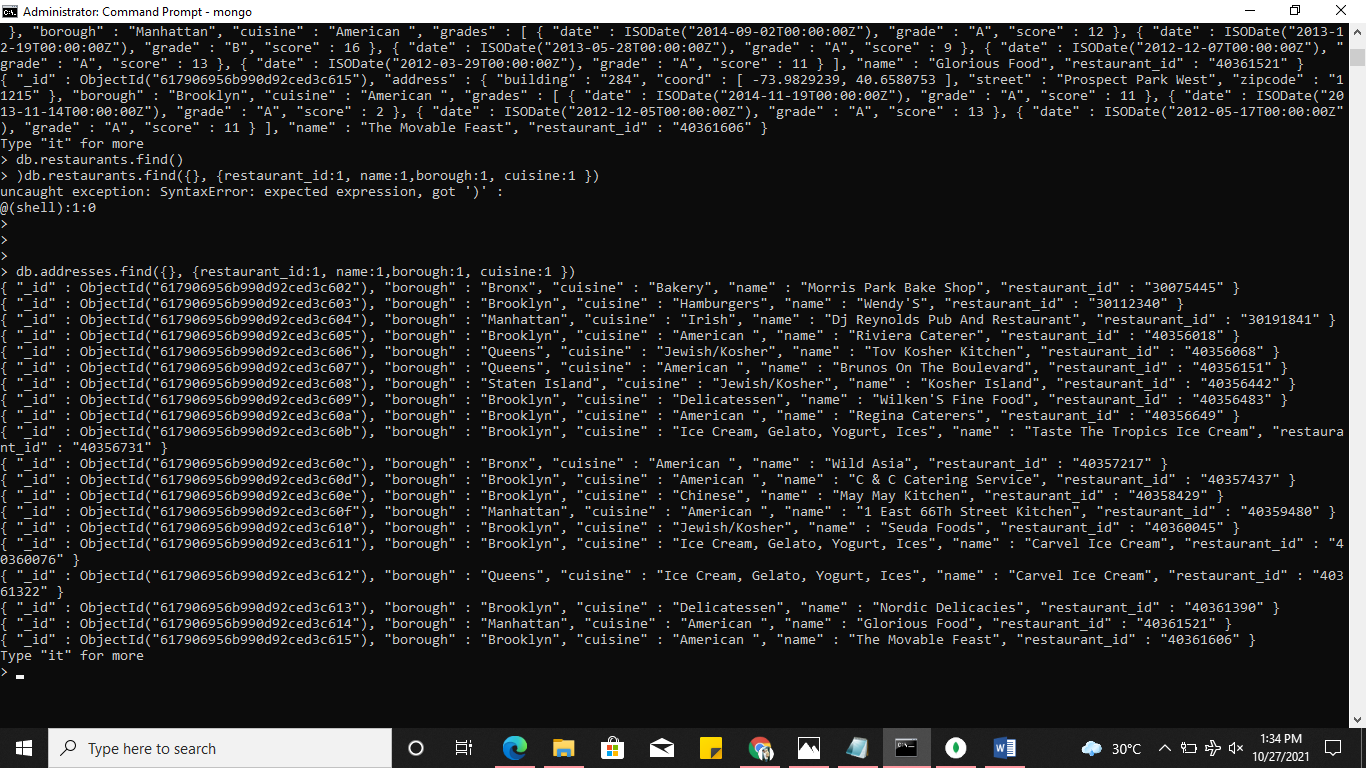 Administrator: Command Prompt - mongo
 }, "borough" : "Manhattan", "cuisine" : "American ", "grades" : [ { "date" : ISODate("2014-09-02T00:00:00Z"), "grade" : "A", "score" : 12 }, { "date" : ISODate("2013-1
2-19T00:00:00Z"), "grade" : "B", "score" : 16 }, { "date" : ISODate("2013-05-28T00:00:00Z"), "grade" : "A", "score" : 9 }, { "date" : ISODate("2012-12-07T00:00:00Z"), "
grade" : "A", "score" : 13 }, { "date" : ISODate("2012-03-29T00:00:00Z"), "grade" : "A", "score" : 11 } ], "name" : "Glorious Food", "restaurant_id" : "40361521" }
{ "_id" : ObjectId("617906956b990d92ced3c615"), "address" : { "building" : "284", "coord" : [ -73.9829239, 40.6580753 ], "street" : "Prospect Park West", "zipcode" : "1
1215" }, "borough" : "Brooklyn", "cuisine" : "American ", "grades" : [ { "date" : ISODate("2014-11-19T00:00:00Z"), "grade" : "A", "score" : 11 }, { "date" : ISODate("20
13-11-14T00:00:00Z"), "grade" : "A", "score" : 2 }, { "date" : ISODate("2012-12-05T00:00:00Z"), "grade" : "A", "score" : 13 }, { "date" : ISODate("2012-05-17T00:00:00Z"
), "grade" : "A", "score" : 11 } ], "name" : "The Movable Feast", "restaurant_id" : "40361606" }
Type "it" for more
> db.restaurants.find()
> )db.restaurants.find({}, {restaurant_id:1, name:1,borough:1, cuisine:1 })
uncaught exception: SyntaxError: expected expression, got ')' :
@(shell):1:0
>
>
>
> db.addresses.find({}, {restaurant_id:1, name:1,borough:1, cuisine:1 })
{ "_id" : ObjectId("617906956b990d92ced3c602"), "borough" : "Bronx", "cuisine" : "Bakery", "name" : "Morris Park Bake Shop", "restaurant_id" : "30075445" }
{ "_id" : ObjectId("617906956b990d92ced3c603"), "borough" : "Brooklyn", "cuisine" : "Hamburgers", "name" : "Wendy'S", "restaurant_id" : "30112340" }
{ "_id" : ObjectId("617906956b990d92ced3c604"), "borough" : "Manhattan", "cuisine" : "Irish", "name" : "Dj Reynolds Pub And Restaurant", "restaurant_id" : "30191841" }
{ "_id" : ObjectId("617906956b990d92ced3c605"), "borough" : "Brooklyn", "cuisine" : "American ", "name" : "Riviera Caterer", "restaurant_id" : "40356018" }
{ "_id" : ObjectId("617906956b990d92ced3c606"), "borough" : "Queens", "cuisine" : "Jewish/Kosher", "name" : "Tov Kosher Kitchen", "restaurant_id" : "40356068" }
{ "_id" : ObjectId("617906956b990d92ced3c607"), "borough" : "Queens", "cuisine" : "American ", "name" : "Brunos On The Boulevard", "restaurant_id" : "40356151" }
{ "_id" : ObjectId("617906956b990d92ced3c608"), "borough" : "Staten Island", "cuisine" : "Jewish/Kosher", "name" : "Kosher Island", "restaurant_id" : "40356442" }
{ "_id" : ObjectId("617906956b990d92ced3c609"), "borough" : "Brooklyn", "cuisine" : "Delicatessen", "name" : "Wilken'S Fine Food", "restaurant_id" : "40356483" }
{ "_id" : ObjectId("617906956b990d92ced3c60a"), "borough" : "Brooklyn", "cuisine" : "American ", "name" : "Regina Caterers", "restaurant_id" : "40356649" }
{ "_id" : ObjectId("617906956b990d92ced3c60b"), "borough" : "Brooklyn", "cuisine" : "Ice Cream, Gelato, Yogurt, Ices", "name" : "Taste The Tropics Ice Cream", "restaura
nt_id" : "40356731" }
{ "_id" : ObjectId("617906956b990d92ced3c60c"), "borough" : "Bronx", "cuisine" : "American ", "name" : "Wild Asia", "restaurant_id" : "40357217" }
{ "_id" : ObjectId("617906956b990d92ced3c60d"), "borough" : "Brooklyn", "cuisine" : "American ", "name" : "C & C Catering Service", "restaurant_id" : "40357437" }
{ "_id" : ObjectId("617906956b990d92ced3c60e"), "borough" : "Brooklyn", "cuisine" : "Chinese", "name" : "May May Kitchen", "restaurant_id" : "40358429" }
{ "_id" : ObjectId("617906956b990d92ced3c60f"), "borough" : "Manhattan", "cuisine" : "American ", "name" : "1 East 66Th Street Kitchen", "restaurant_id" : "40359480" }
{ "_id" : ObjectId("617906956b990d92ced3c610"), "borough" : "Brooklyn", "cuisine" : "Jewish/Kosher", "name" : "Seuda Foods", "restaurant_id" : "40360045" }
{ "_id" : ObjectId("617906956b990d92ced3c611"), "borough" : "Brooklyn", "cuisine" : "Ice Cream, Gelato, Yogurt, Ices", "name" : "Carvel Ice Cream", "restaurant_id" : "4
0360076" }
{ "_id" : ObjectId("617906956b990d92ced3c612"), "borough" : "Queens", "cuisine" : "Ice Cream, Gelato, Yogurt, Ices", "name" : "Carvel Ice Cream", "restaurant_id" : "403
61322" }
{ "_id" : ObjectId("617906956b990d92ced3c613"), "borough" : "Brooklyn", "cuisine" : "Delicatessen", "name" : "Nordic Delicacies", "restaurant_id" : "40361390" }
{ "_id" : ObjectId("617906956b990d92ced3c614"), "borough" : "Manhattan", "cuisine" : "American ", "name" : "Glorious Food", "restaurant_id" : "40361521" }
{ "_id" : ObjectId("617906956b990d92ced3c615"), "borough" : "Brooklyn", "cuisine" : "American ", "name" : "The Movable Feast", "restaurant_id" : "40361606" }
Type "it" for more
>
Type here to search
30°C
1:34 PM
10/27/2021